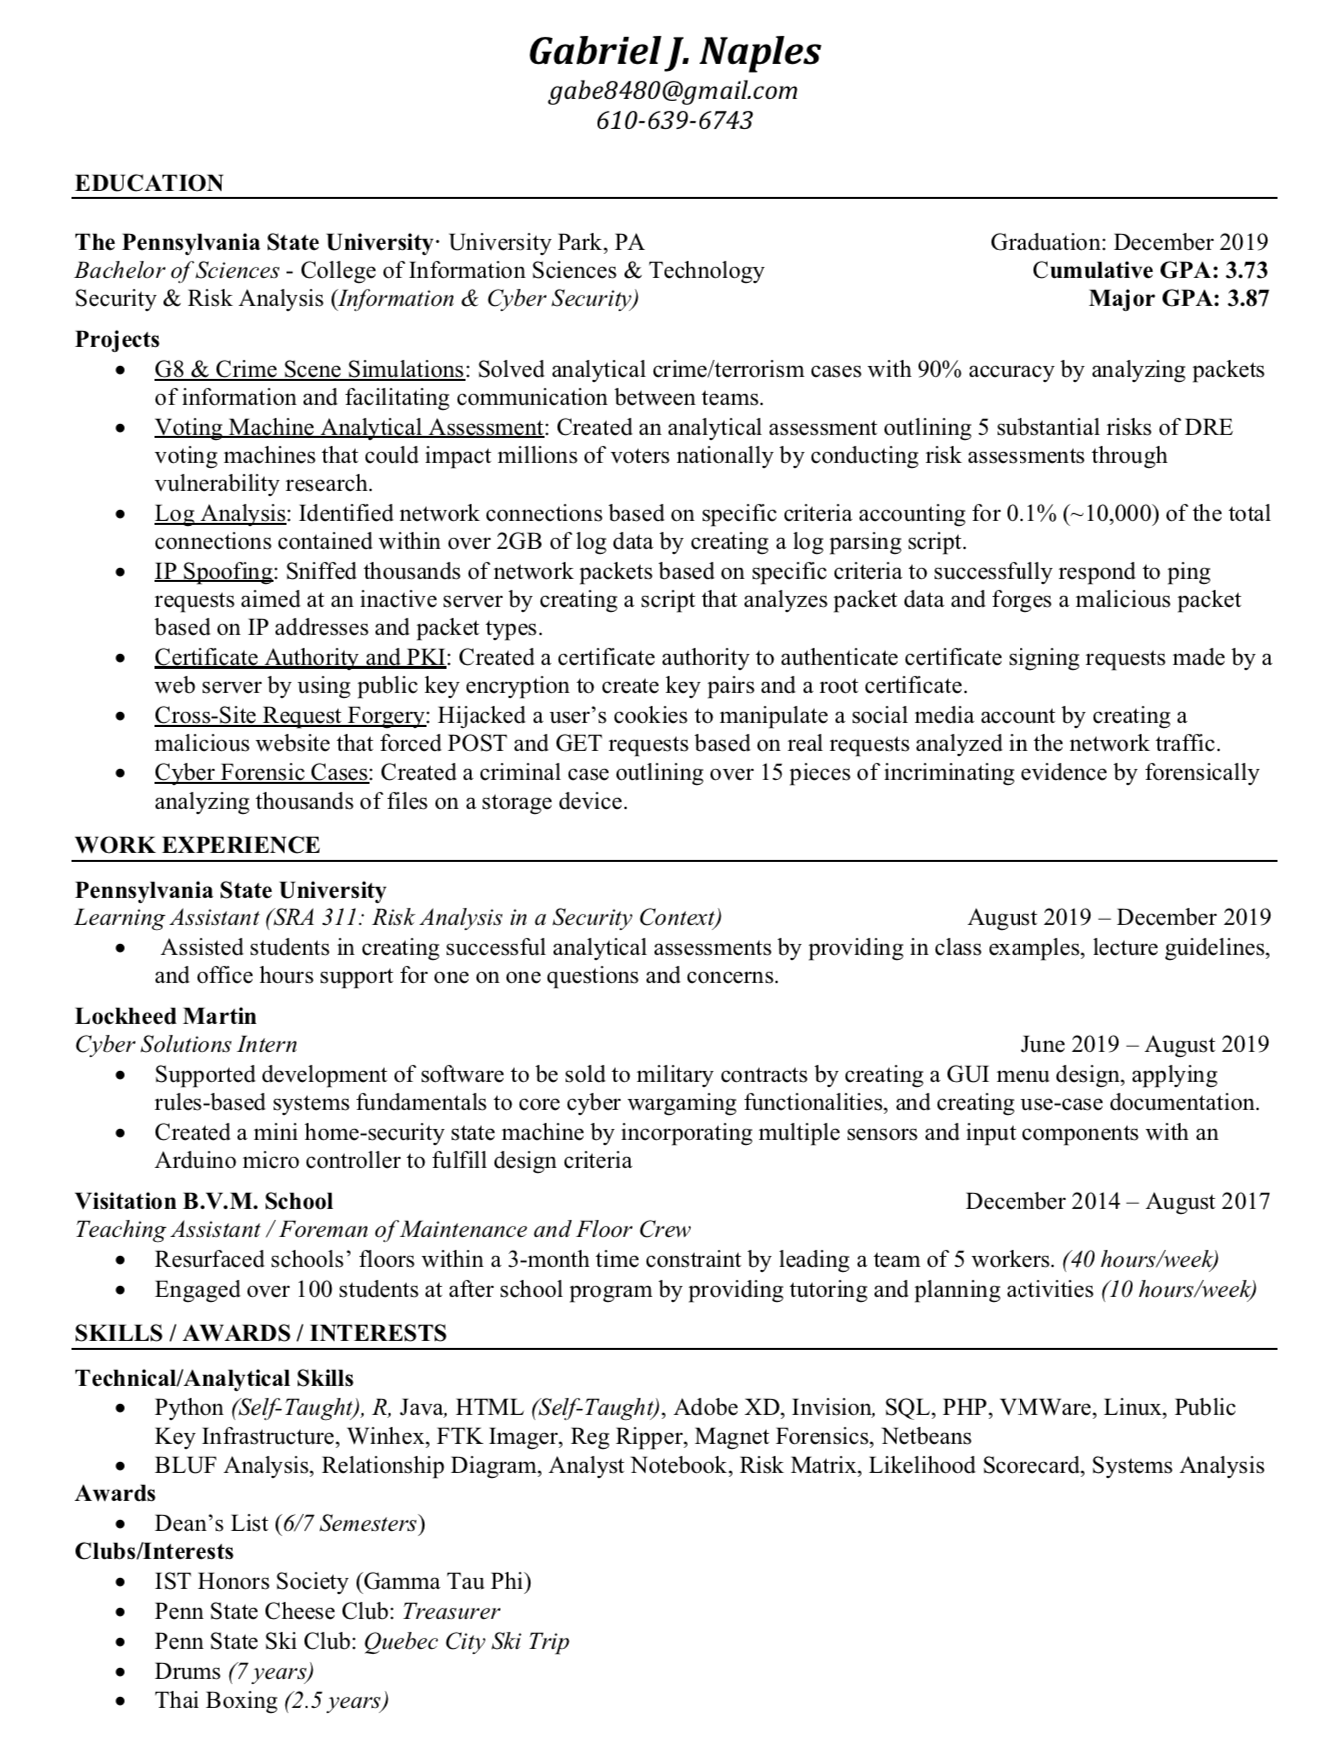 Gabriel J. Naples
gabe8480@gmail.com
610-639-6743
EDUCATION
The Pennsylvania State University· University Park, PA Graduation: December 2019
Bachelor of Sciences - College of Information Sciences & Technology Cumulative GPA: 3.73
Security & Risk Analysis (Information & Cyber Security) Major GPA: 3.87
Projects
• G8 & Crime Scene Simulations: Solved analytical crime/terrorism cases with 90% accuracy by analyzing packets
of information and facilitating communication between teams.
• Voting Machine Analytical Assessment: Created an analytical assessment outlining 5 substantial risks of DRE
voting machines that could impact millions of voters nationally by conducting risk assessments through
vulnerability research.
• Log Analysis: Identified network connections based on specific criteria accounting for 0.1% (~10,000) of the total
connections contained within over 2GB of log data by creating a log parsing script.
• IP Spoofing: Sniffed thousands of network packets based on specific criteria to successfully respond to ping
requests aimed at an inactive server by creating a script that analyzes packet data and forges a malicious packet
based on IP addresses and packet types.
• Certificate Authority and PKI: Created a certificate authority to authenticate certificate signing requests made by a
web server by using public key encryption to create key pairs and a root certificate.
• Cross-Site Request Forgery: Hijacked a user’s cookies to manipulate a social media account by creating a
malicious website that forced POST and GET requests based on real requests analyzed in the network traffic.
• Cyber Forensic Cases: Created a criminal case outlining over 15 pieces of incriminating evidence by forensically
analyzing thousands of files on a storage device.
WORK EXPERIENCE
Pennsylvania State University
Learning Assistant (SRA 311: Risk Analysis in a Security Context) August 2019 – December 2019
• Assisted students in creating successful analytical assessments by providing in class examples, lecture guidelines,
and office hours support for one on one questions and concerns.
Lockheed Martin
Cyber Solutions Intern June 2019 – August 2019
• Supported development of software to be sold to military contracts by creating a GUI menu design, applying
rules-based systems fundamentals to core cyber wargaming functionalities, and creating use-case documentation.
• Created a mini home-security state machine by incorporating multiple sensors and input components with an
Arduino micro controller to fulfill design criteria
Visitation B.V.M. School December 2014 – August 2017
Teaching Assistant / Foreman of Maintenance and Floor Crew
• Resurfaced schools’ floors within a 3-month time constraint by leading a team of 5 workers. (40 hours/week)
• Engaged over 100 students at after school program by providing tutoring and planning activities (10 hours/week)
SKILLS / AWARDS / INTERESTS
Technical/Analytical Skills
• Python (Self-Taught), R, Java, HTML (Self-Taught), Adobe XD, Invision, SQL, PHP, VMWare, Linux, Public
Key Infrastructure, Winhex, FTK Imager, Reg Ripper, Magnet Forensics, Netbeans
• BLUF Analysis, Relationship Diagram, Analyst Notebook, Risk Matrix, Likelihood Scorecard, Systems Analysis
Awards
• Dean’s List (6/7 Semesters)
Clubs/Interests
• IST Honors Society (Gamma Tau Phi)
• Penn State Cheese Club: Treasurer
• Penn State Ski Club: Quebec City Ski Trip
• Drums (7 years)
• Thai Boxing (2.5 years)